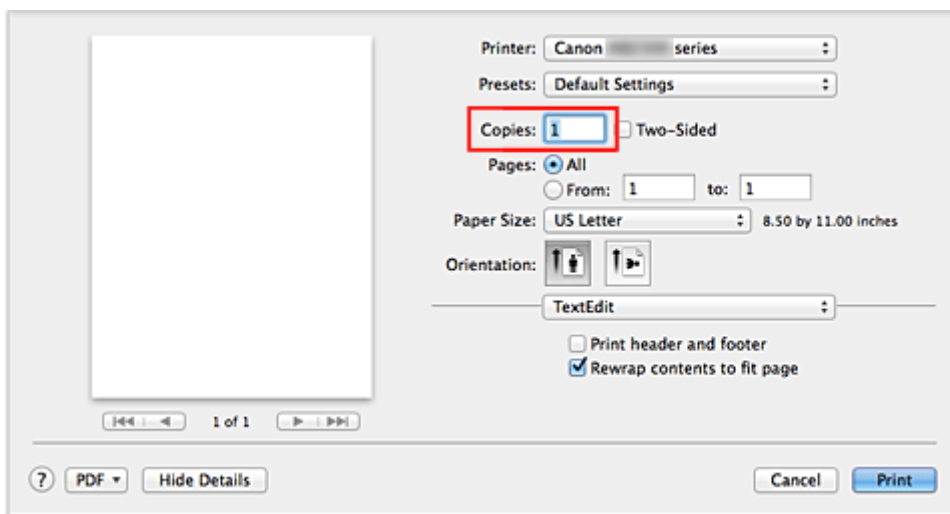 Printer: Canon series
Presets: Default Settings
Copies: 1 Two-Sided
Pages: All
From: 1 to: 1
Paper Size: US Letter 8.50 by 11.00 inches
Orientation:
TextEdit
Print header and footer
Rewrap contents to fit page
1 of 1
? PDF Hide Details Cancel Print